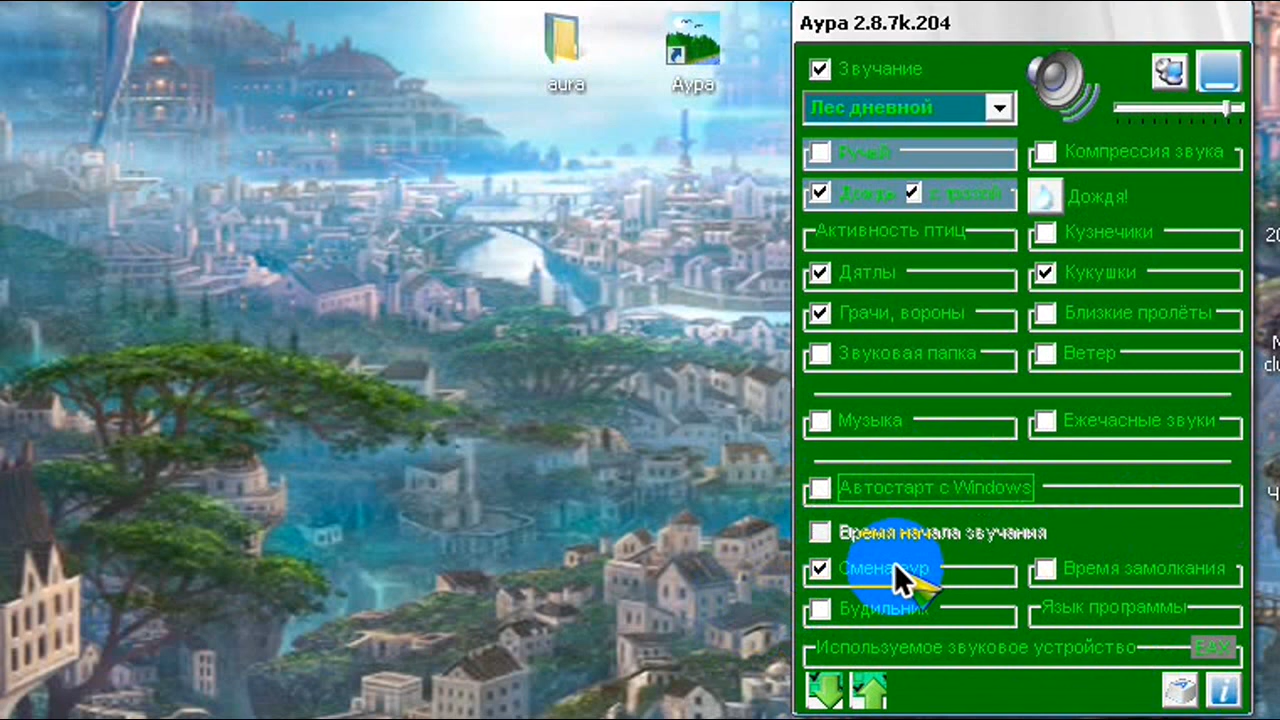 Аура 2.8.7k.204
aura
Аура
Звучание
Лес дневной
Ручей
Компрессия звука
Дождь с грозой
Дождя!
Активность птиц
Кузнечики
Дятлы
Кукушки
Грачи, вороны
Близкие пролёты
Звуковая папка
Ветер
Музыка
Ежечасные звуки
Автостарт с Windows
Время начала звучания
Смена аур
Время замолкания
Будильник
Язык программы
Используемое звуковое устройство
EAX